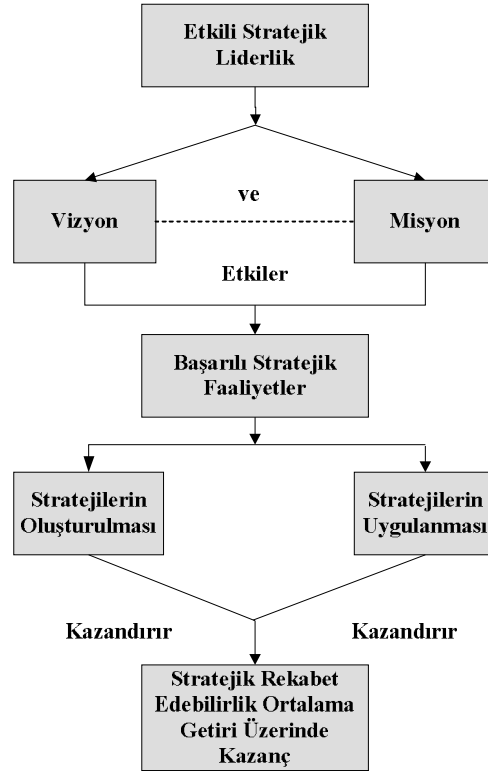 Etkili Stratejik
Liderlik
ve
Vizyon
Misyon
Etkiler
Başarılı Stratejik
Faaliyetler
Stratejilerin
Oluşturulması
Stratejilerin
Uygulanması
Kazandırır
Kazandırır
Stratejik Rekabet
Edebilirlik Ortalama
Getiri Üzerinde
Kazanç